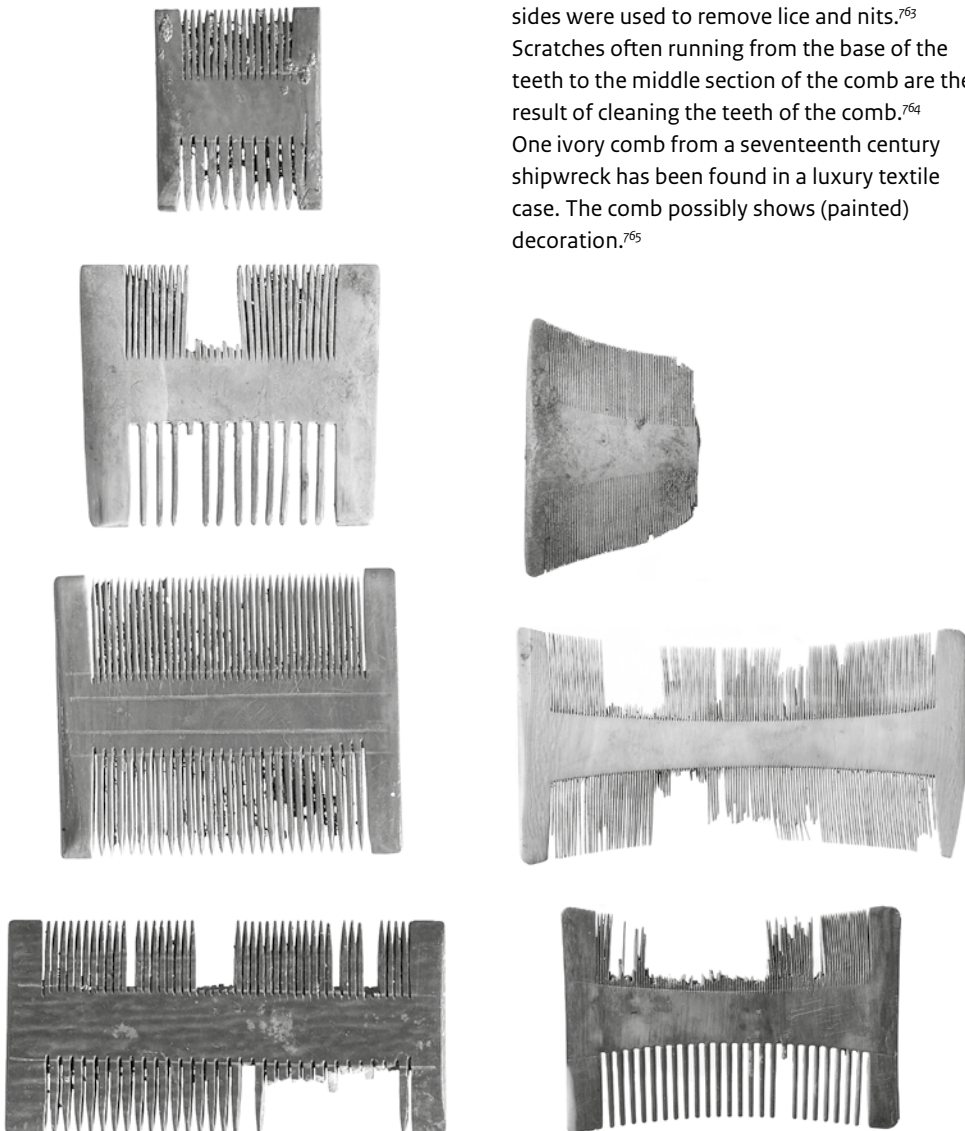 sides were used to remove lice and nits.⁷⁶³
Scratches often running from the base of the
teeth to the middle section of the comb are the
result of cleaning the teeth of the comb.⁷⁶⁴
One ivory comb from a seventeenth century
shipwreck has been found in a luxury textile
case. The comb possibly shows (painted)
decoration.⁷⁶⁵